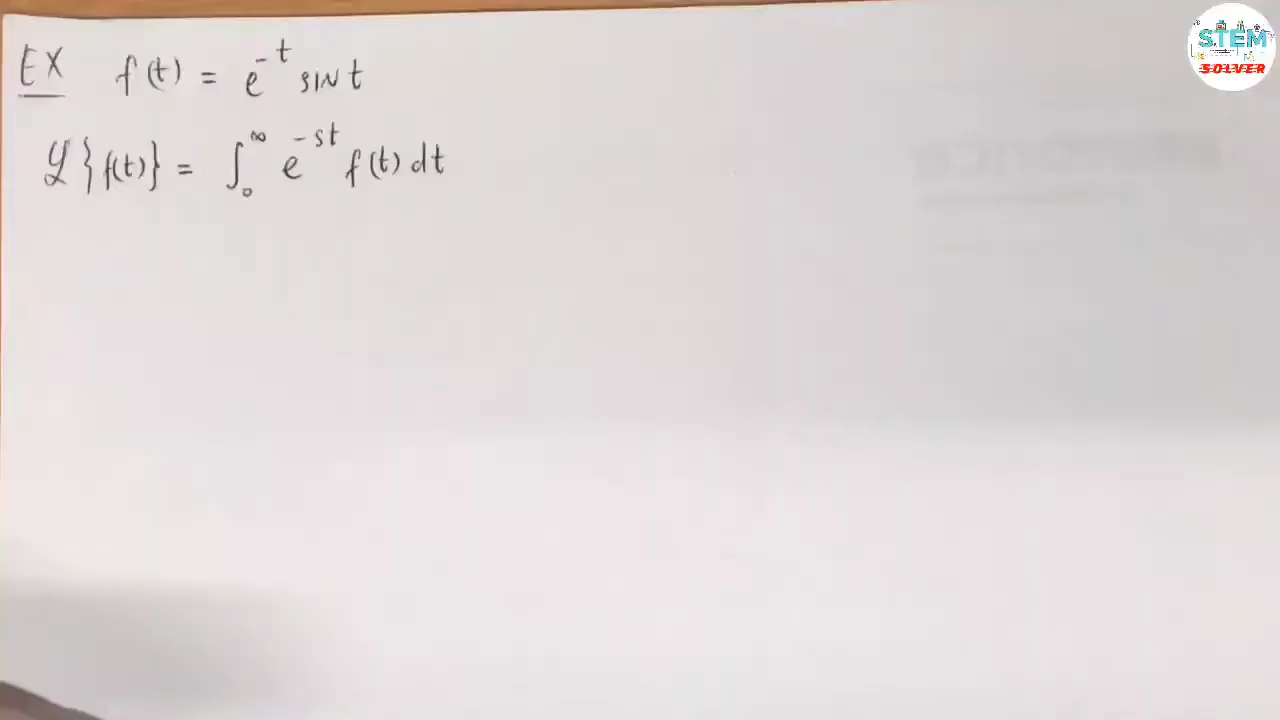 EX f(t) = e^{-t} SIN t
ℒ{f(t)} = ∫_0^∞ e^{-st} f(t) dt
STEM
SOLVER